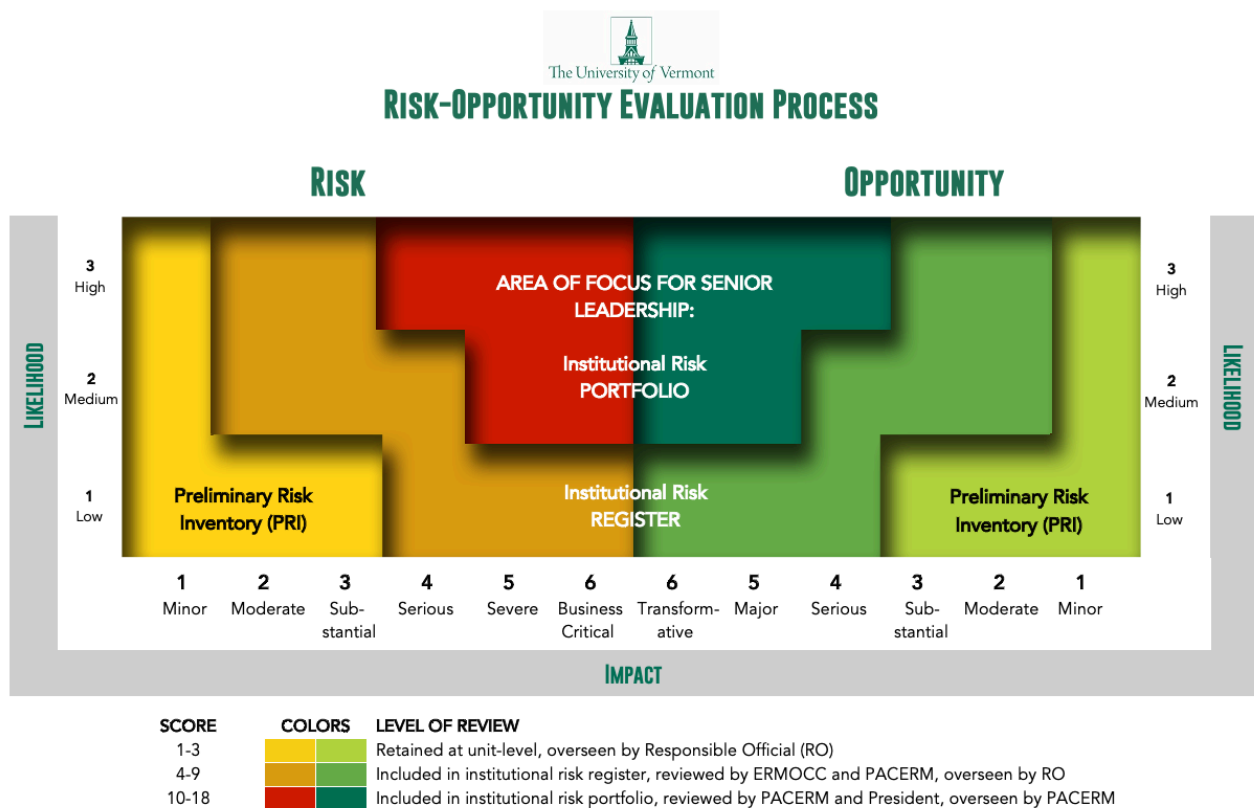 The University of Vermont
RISK-OPPORTUNITY EVALUATION PROCESS
RISK
OPPORTUNITY
LIKELIHOOD
3
High
2
Medium
1
Low
AREA OF FOCUS FOR SENIOR
LEADERSHIP:
Institutional Risk
PORTFOLIO
Preliminary Risk
Inventory (PRI)
Institutional Risk
REGISTER
Preliminary Risk
Inventory (PRI)
3
High
2
Medium
1
Low
LIKELIHOOD
1 2 3 4 5 6 6 5 4 3 2 1
Minor Moderate Sub- Serious Severe Business Transform- Major Serious Sub- Moderate Minor
stantial Critical ative stantial
IMPACT
SCORE COLORS LEVEL OF REVIEW
1-3 Retained at unit-level, overseen by Responsible Official (RO)
4-9 Included in institutional risk register, reviewed by ERMOCC and PACERM, overseen by RO
10-18 Included in institutional risk portfolio, reviewed by PACERM and President, overseen by PACERM